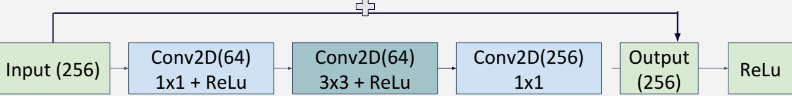 Input (256)
Conv2D(64)
1x1 + ReLu
Conv2D(64)
3x3 + ReLu
Conv2D(256)
1x1
Output
(256)
ReLu